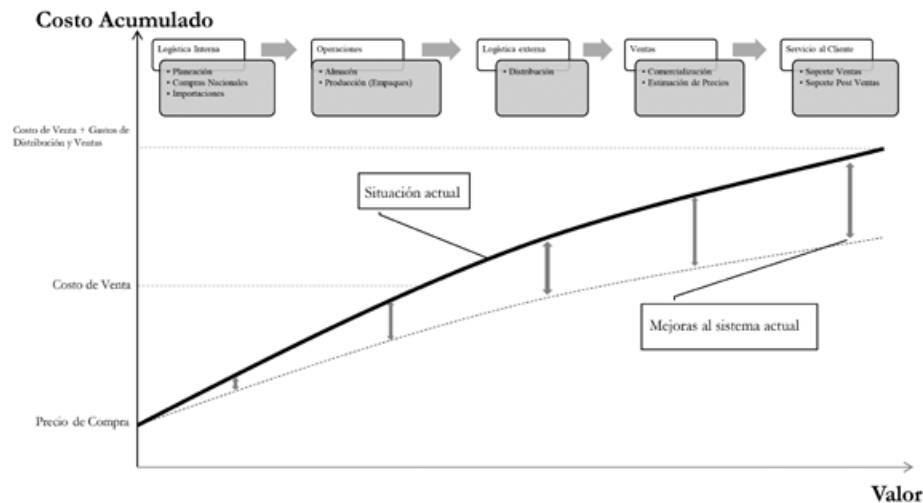 Costo Acumulado
Logística Interna
• Planeación
• Compras Nacionales
• Importaciones
Operaciones
• Almacén
• Producción (Empaques)
Logística externa
• Distribución
Ventas
• Comercialización
• Estimación de Precios
Servicio al Cliente
• Soporte Ventas
• Soporte Post Ventas
Costo de Venta + Gastos de
Distribución y Ventas
Situación actual
Costo de Venta
Mejoras al sistema actual
Precio de Compra
Valor